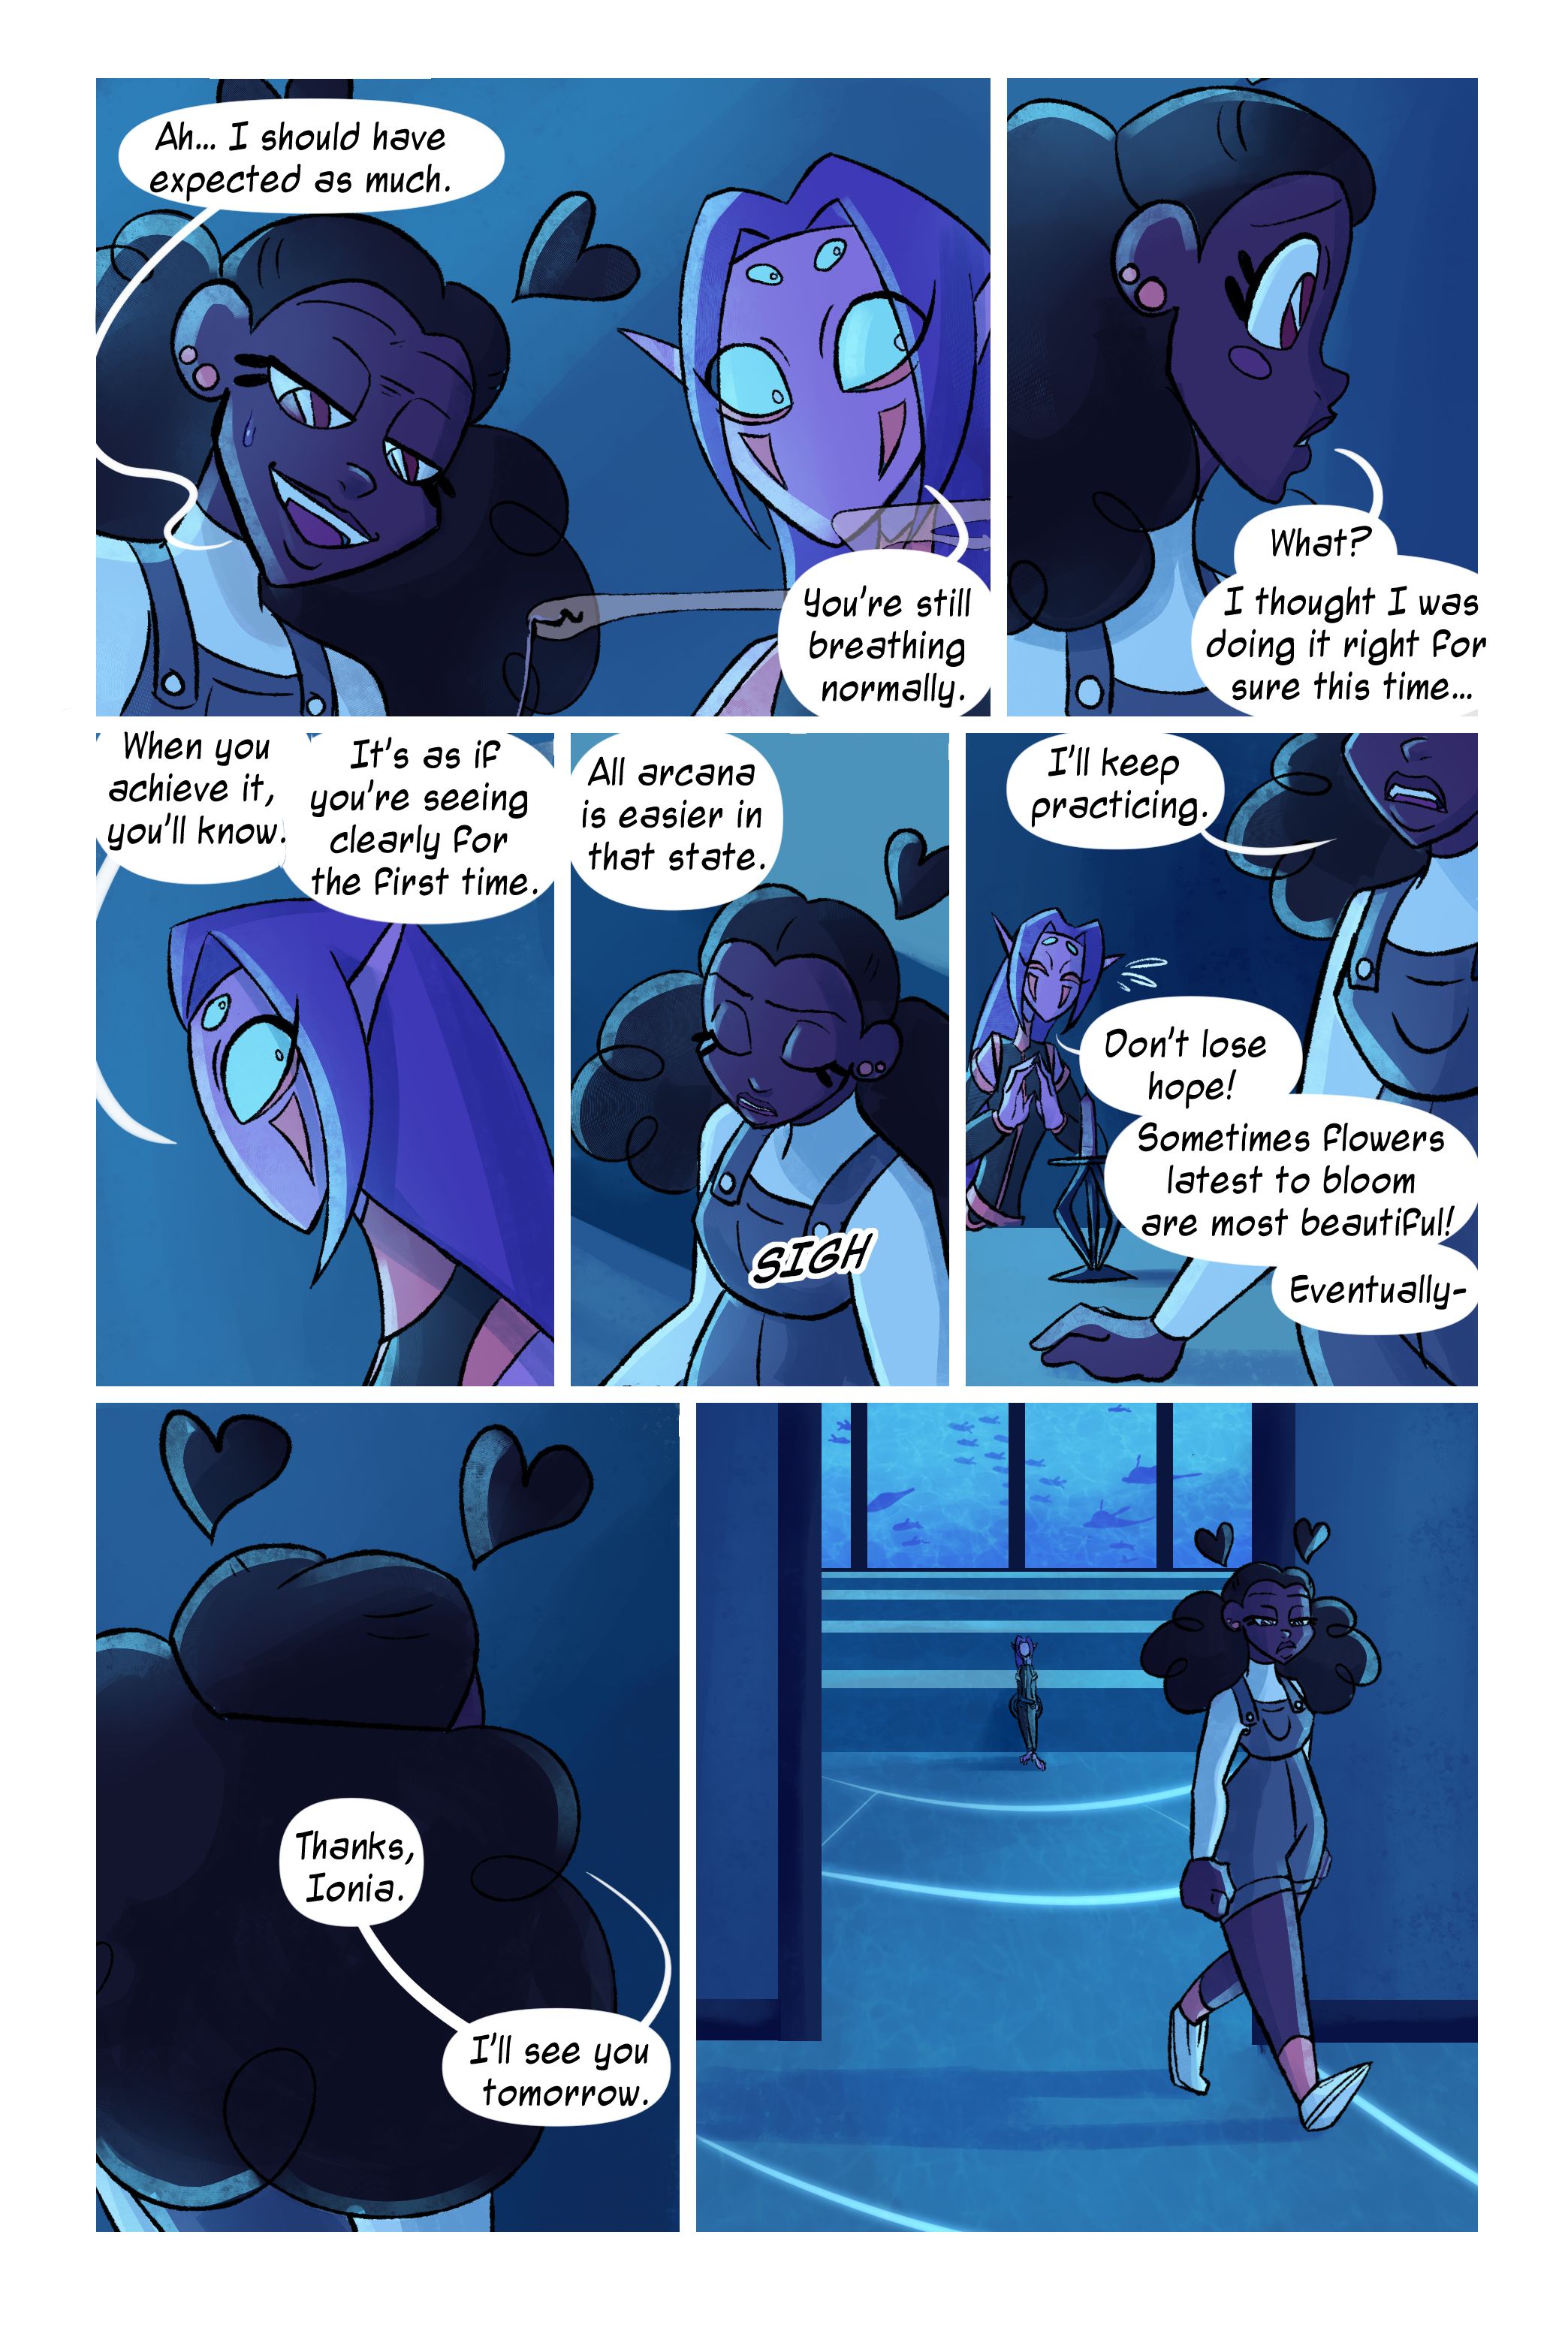 Ah... I should have
expected as much.
You're still
breathing
normally.
What?
I thought I was
doing it right for
sure this time...
When you
achieve it,
you'll know.
It's as if
you're seeing
clearly for
the first time.
All arcana
is easier in
that state.
SIGH
I'll keep
practicing.
Don't lose
hope!
Sometimes flowers
latest to bloom
are most beautiful!
Eventually-
Thanks,
Ionia.
I'll see you
tomorrow.